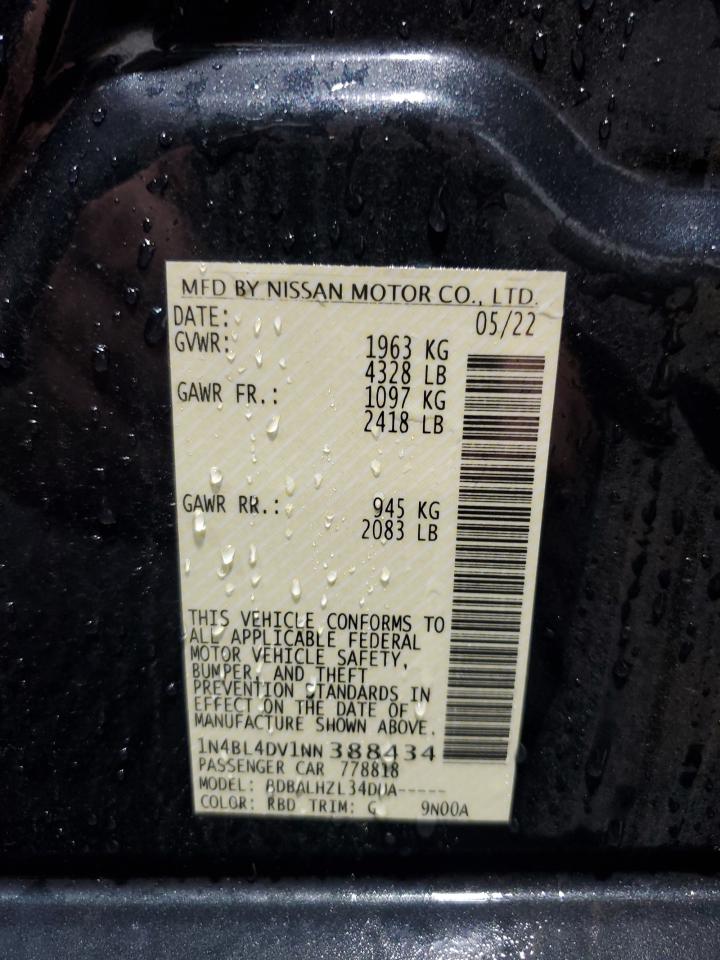 MFD BY NISSAN MOTOR CO., LTD.
DATE: 05/22
GVWR: 1963 KG
4328 LB
GAWR FR.: 1097 KG
2418 LB
GAWR RR.: 945 KG
2083 LB
THIS VEHICLE CONFORMS TO
ALL APPLICABLE FEDERAL
MOTOR VEHICLE SAFETY,
BUMPER, AND THEFT
PREVENTION STANDARDS IN
EFFECT ON THE DATE OF
MANUFACTURE SHOWN ABOVE.
1N4BL4DV1NN388434
PASSENGER CAR 778818
MODEL: BDBALHZL34DUA-----
COLOR: RBD TRIM: G 9N00A